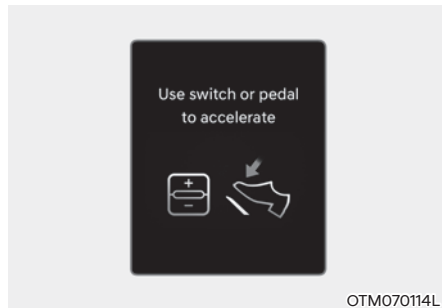 Use switch or pedal
to accelerate
+
−
OTM070114L